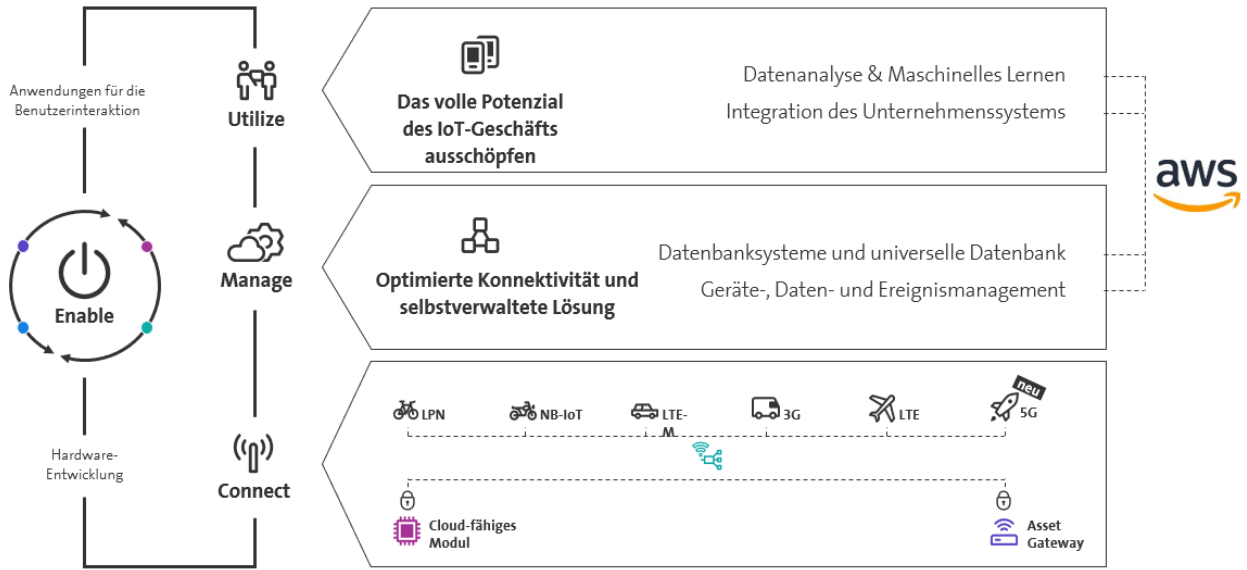 Anwendungen für die
Benutzerinteraktion
Enable
Hardware-
Entwicklung
Utilize
Das volle Potenzial
des IoT-Geschäfts
ausschöpfen
Datenanalyse & Maschinelles Lernen
Integration des Unternehmenssystems
aws
Manage
Optimierte Konnektivität und
selbstverwaltete Lösung
Datenbanksysteme und universelle Datenbank
Geräte-, Daten- und Ereignismanagement
Connect
LPN
NB-IoT
LTE-
M
3G
LTE
neu
5G
Cloud-fähiges
Modul
Asset
Gateway